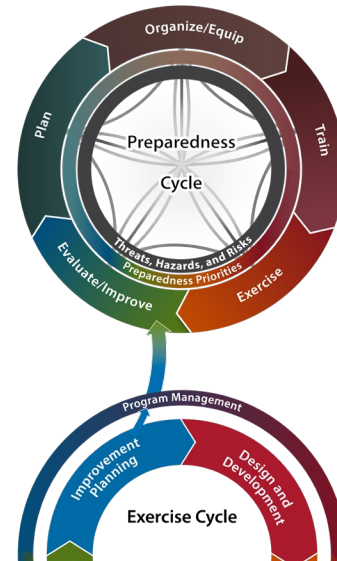 Organize/Equip
Plan
Train
Preparedness
Cycle
Threats, Hazards, and Risks
Preparedness Priorities
Evaluate/Improve
Exercise
Program Management
Improvement
Planning
Design and
Development
Exercise Cycle